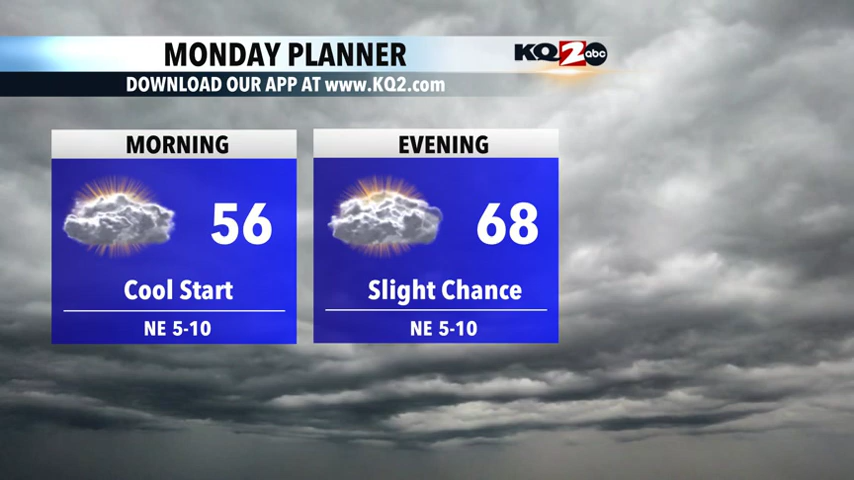 MONDAY PLANNER
KQ2 abc
DOWNLOAD OUR APP AT www.KQ2.com
MORNING
56
Cool Start
NE 5-10
EVENING
68
Slight Chance
NE 5-10